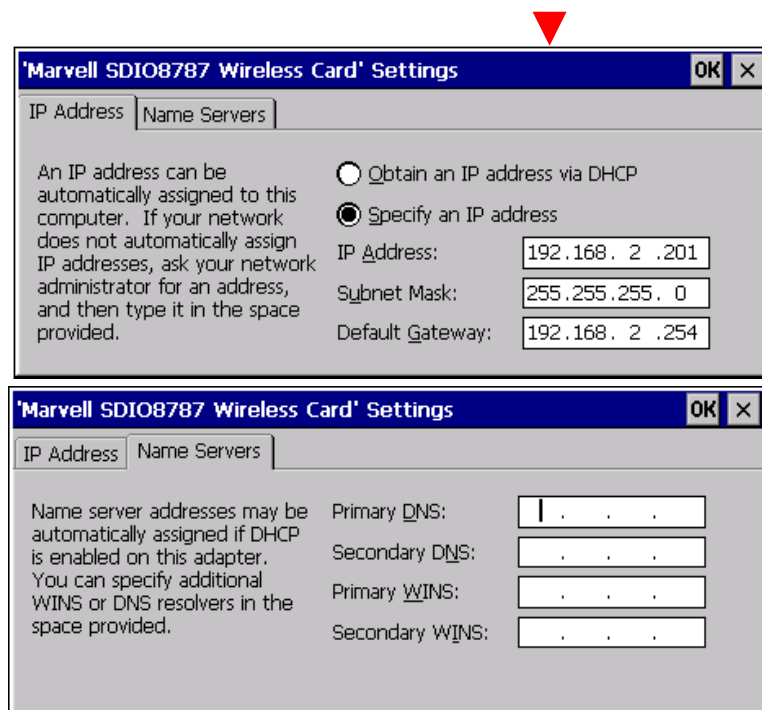 'Marvell SDIO8787 Wireless Card' Settings
OK ×
IP Address
Name Servers
An IP address can be
automatically assigned to this
computer. If your network
does not automatically assign
IP addresses, ask your network
administrator for an address,
and then type it in the space
provided.
Obtain an IP address via DHCP
Specify an IP address
IP Address: 192.168. 2 .201
Subnet Mask: 255.255.255. 0
Default Gateway: 192.168. 2 .254
'Marvell SDIO8787 Wireless Card' Settings
OK ×
IP Address
Name Servers
Name server addresses may be
automatically assigned if DHCP
is enabled on this adapter.
You can specify additional
WINS or DNS resolvers in the
space provided.
Primary DNS: . . .
Secondary DNS: . . .
Primary WINS: . . .
Secondary WINS: . . .